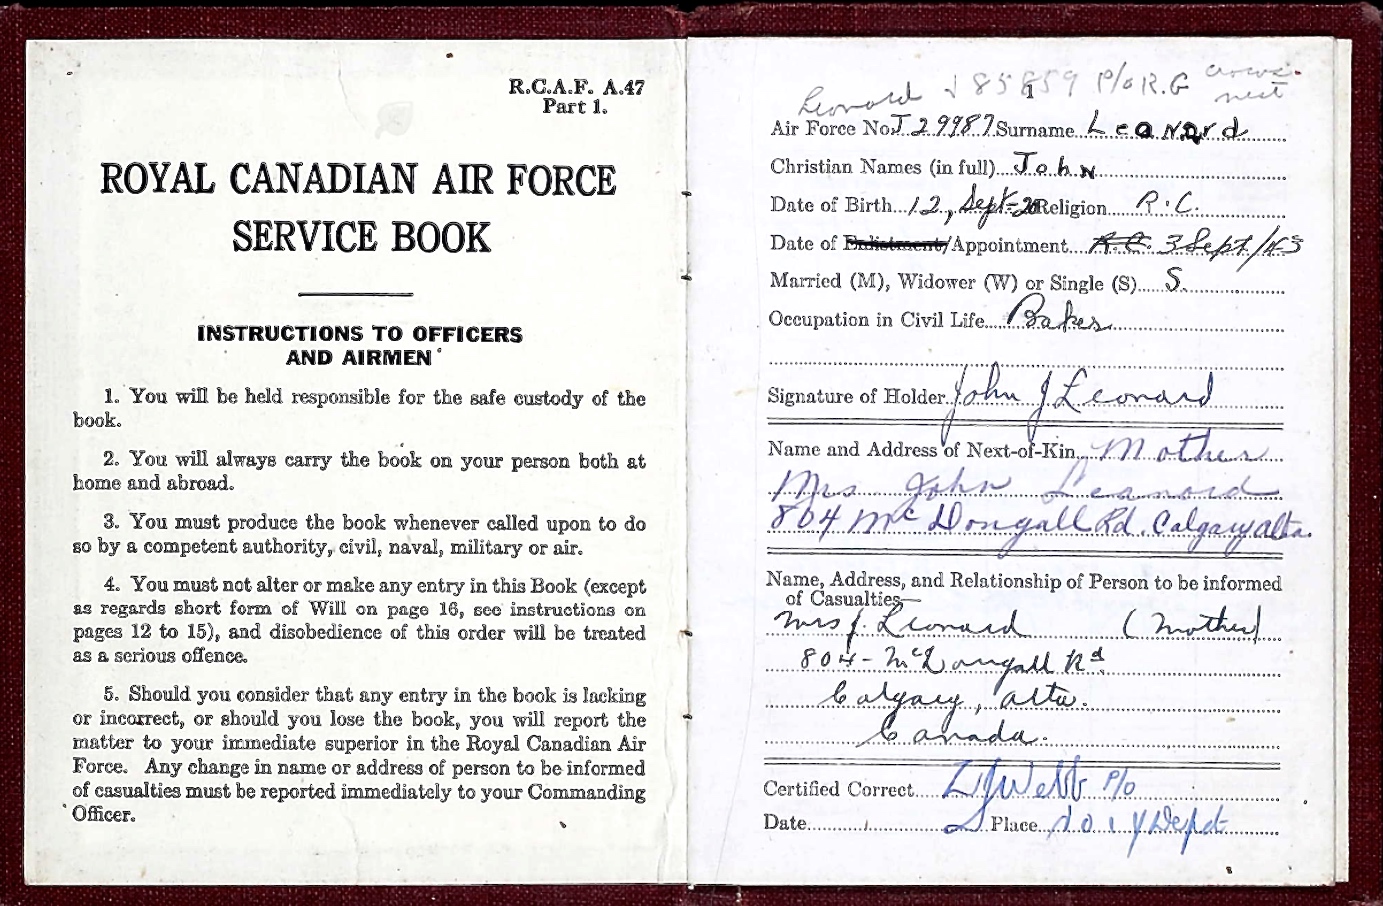 R.C.A.F. A.47
Part 1.
ROYAL CANADIAN AIR FORCE
SERVICE BOOK
INSTRUCTIONS TO OFFICERS
AND AIRMEN
1. You will be held responsible for the safe custody of the
book.
2. You will always carry the book on your person both at
home and abroad.
3. You must produce the book whenever called upon to do
so by a competent authority, civil, naval, military or air.
4. You must not alter or make any entry in this Book (except
as regards short form of Will on page 16, see instructions on
pages 12 to 15), and disobedience of this order will be treated
as a serious offence.
5. Should you consider that any entry in the book is lacking
or incorrect, or should you lose the book, you will report the
matter to your immediate superior in the Royal Canadian Air
Force. Any change in name or address of person to be informed
of casualties must be reported immediately to your Commanding
Officer.
crows
nest
Leonard J85859 P/O R.G
Air Force No. J29987 Surname Leonard
Christian Names (in full) John
Date of Birth 12, Sept-20 Religion R.C.
Date of Enlistment/Appointment R.C. 3 Sept/43
Married (M), Widower (W) or Single (S) S.
Occupation in Civil Life Baker
Signature of Holder John J Leonard
Name and Address of Next-of-Kin Mother
Mrs John Leonard
804 McDougall Rd. Calgary Alta.
Name, Address, and Relationship of Person to be informed
of Casualties—
Mrs J. Leonard (Mother)
804 - McDougall Rd
Calgary, Alta.
Canada.
Certified Correct Webb P/O
Date Place Depot